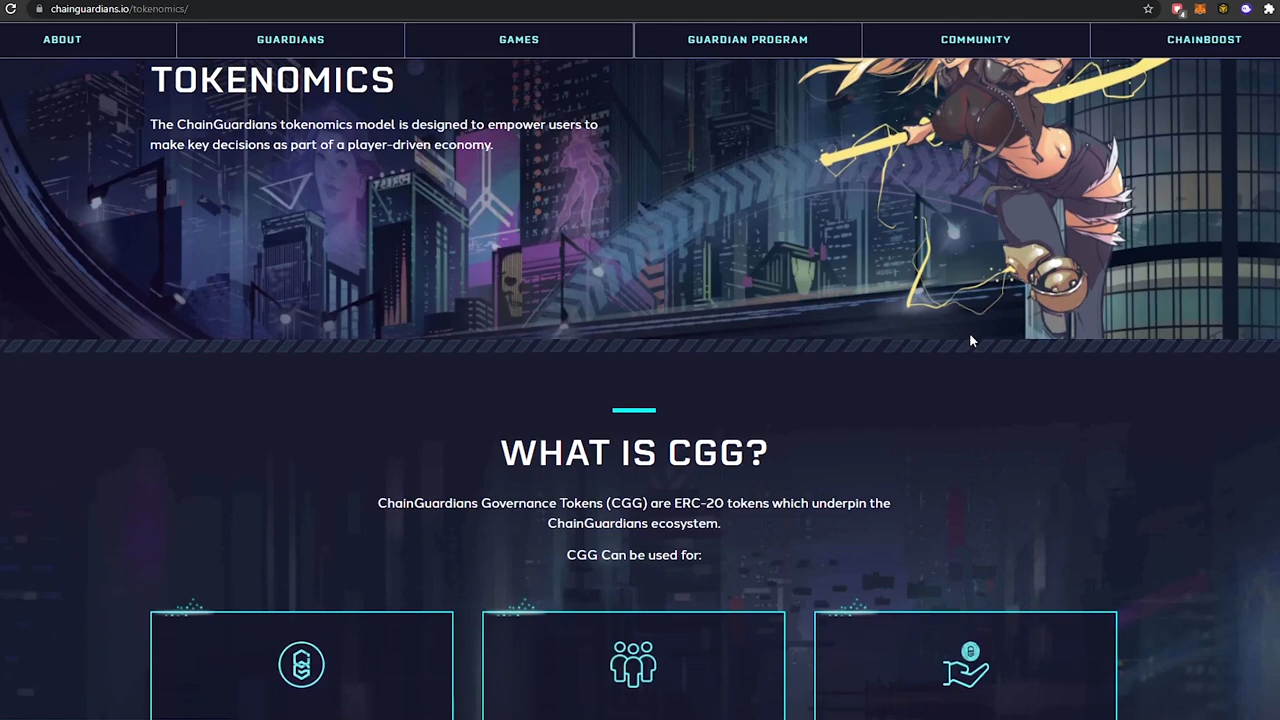 chainguardians.io/tokenomics/
4
ABOUT
GUARDIANS
GAMES
GUARDIAN PROGRAM
COMMUNITY
CHAINBOOST
TOKENOMICS
The ChainGuardians tokenomics model is designed to empower users to
make key decisions as part of a player-driven economy.
WHAT IS CGG?
ChainGuardians Governance Tokens (CGG) are ERC-20 tokens which underpin the
ChainGuardians ecosystem.
CGG Can be used for: